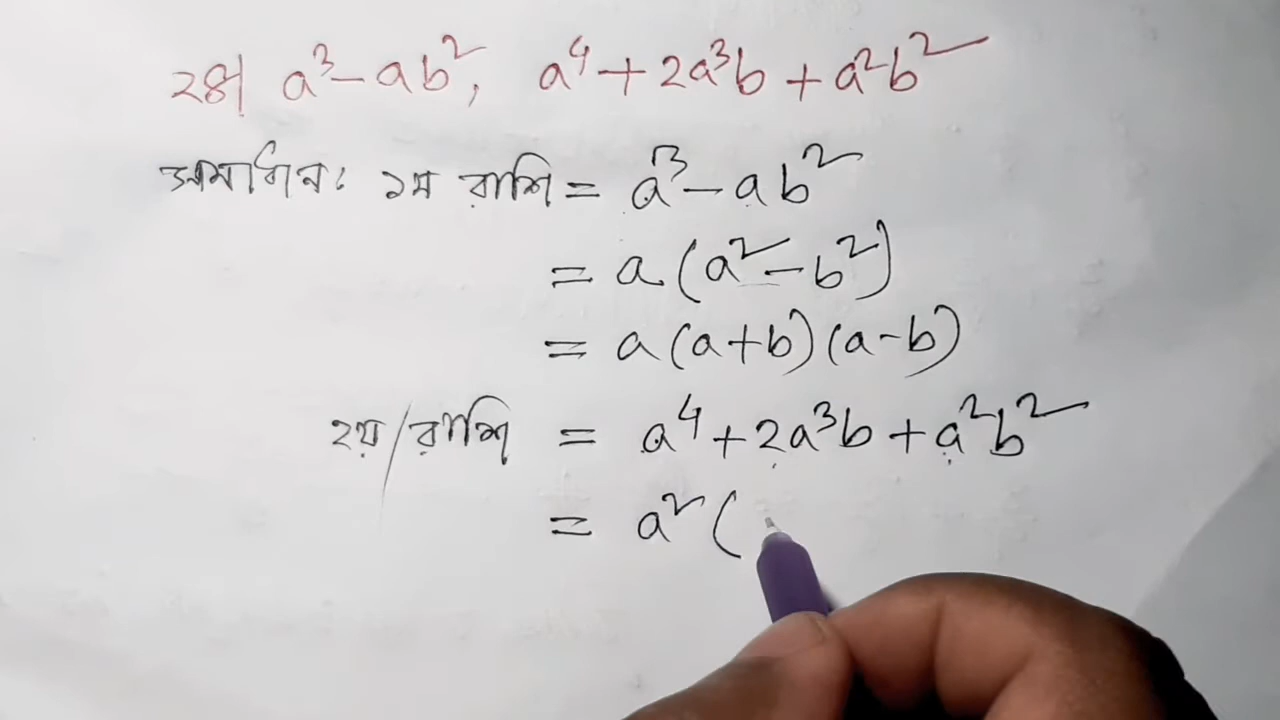 ২৪। a³ - ab², a⁴ + 2a³b + a²b²
সমাধান: ১ম রাশি = a³ - ab²
= a(a² - b²)
= a(a+b)(a-b)
২য় রাশি = a⁴ + 2a³b + a²b²
= a² (